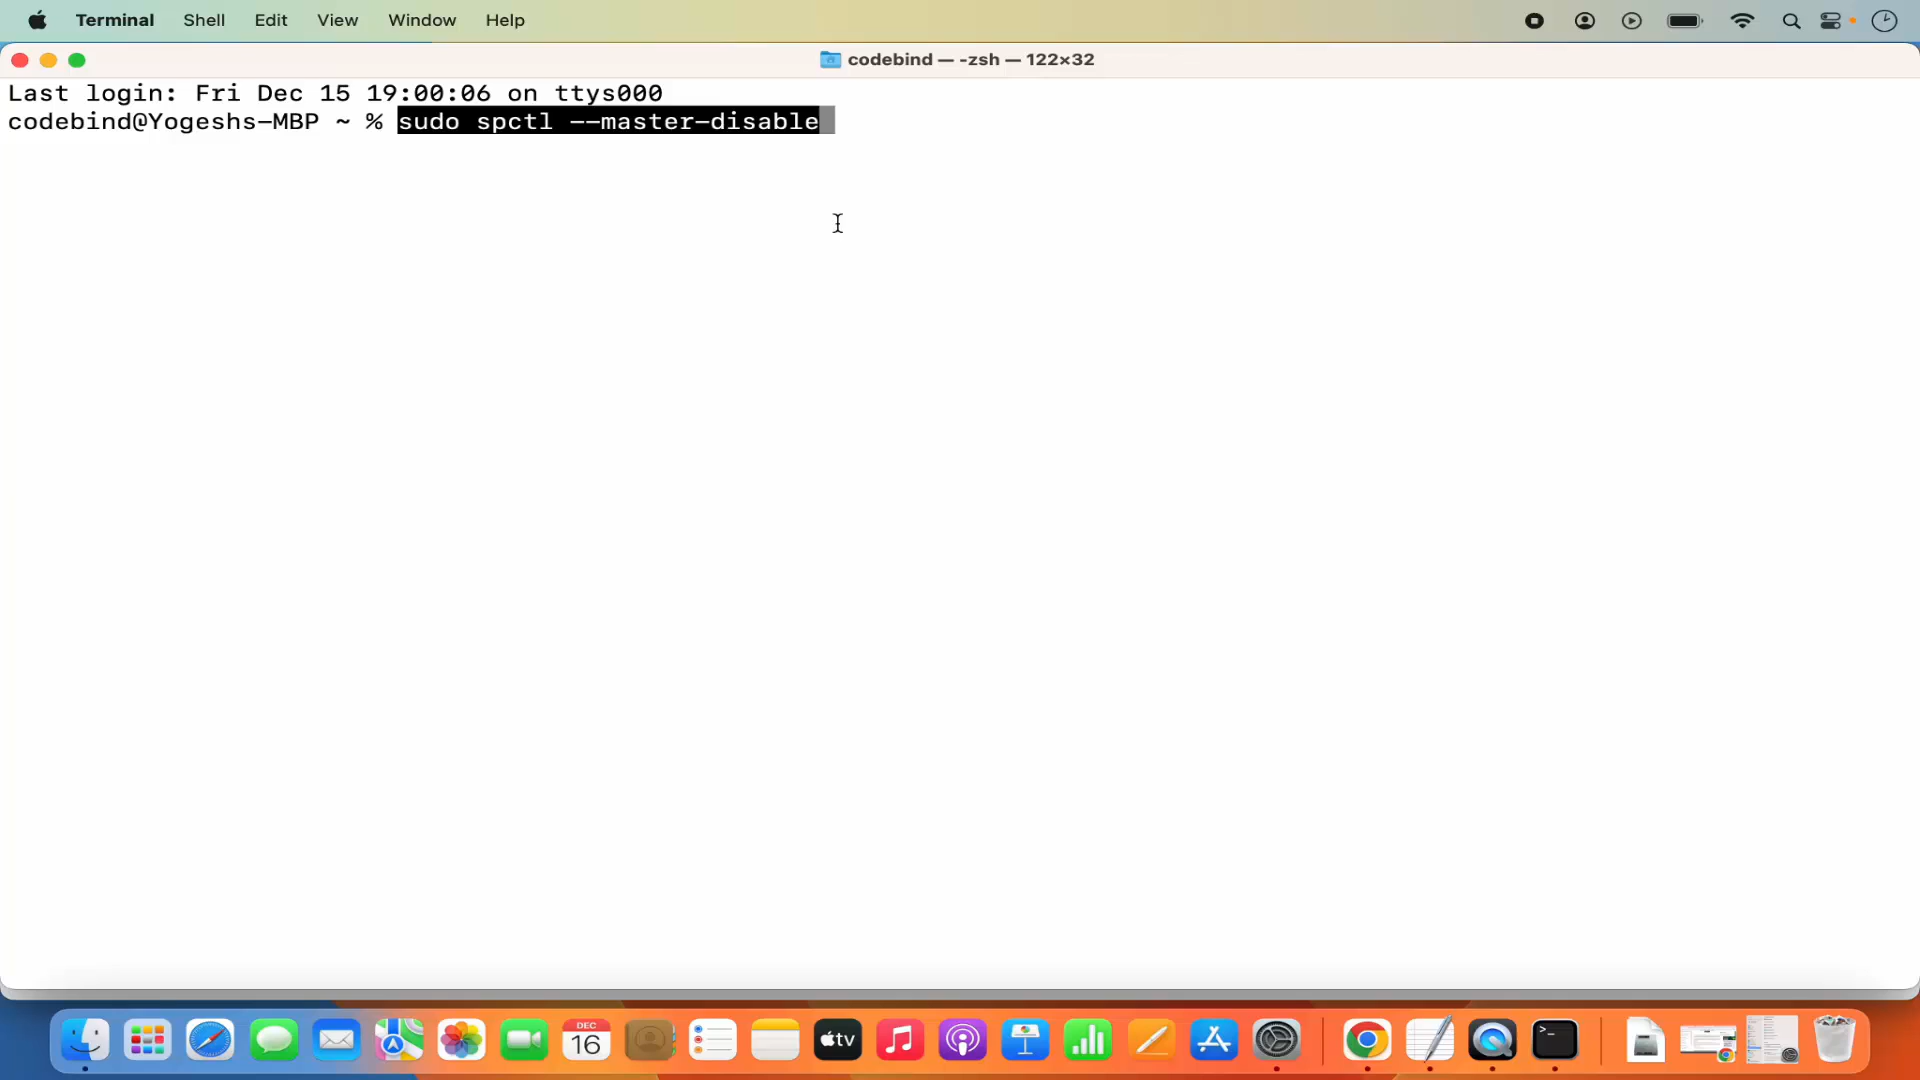 Terminal Shell Edit View Window Help
codebind — -zsh — 122×32
Last login: Fri Dec 15 19:00:06 on ttys000
codebind@Yogeshs-MBP ~ % sudo spctl --master-disable
DEC
16
tv
>_